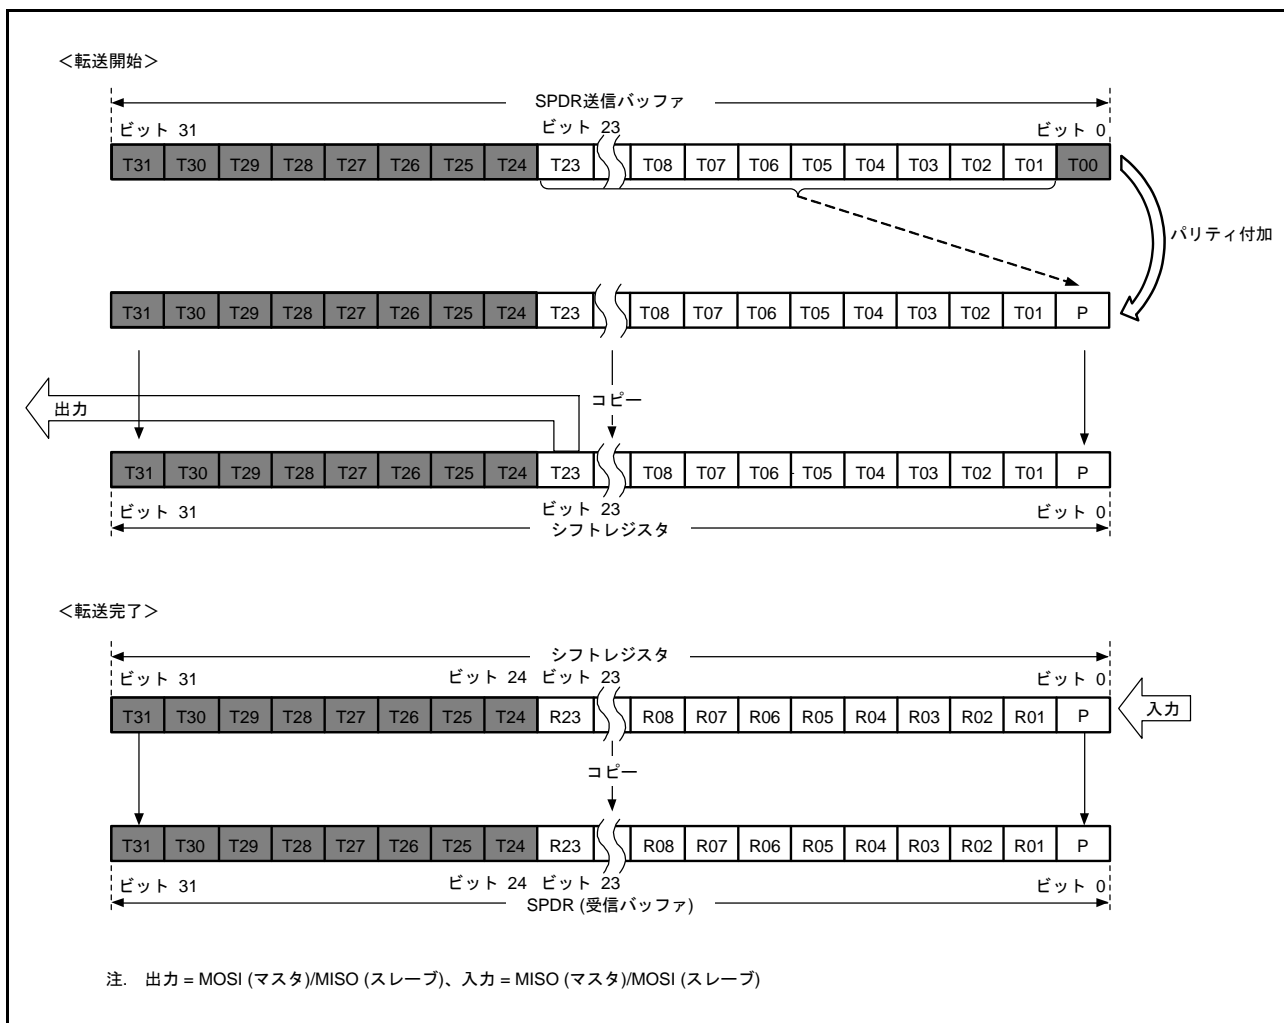 ＜転送開始＞
SPDR送信バッファ
ビット 31 ビット 23 ビット 0
T31 T30 T29 T28 T27 T26 T25 T24 T23 T08 T07 T06 T05 T04 T03 T02 T01 T00
パリティ付加
T31 T30 T29 T28 T27 T26 T25 T24 T23 T08 T07 T06 T05 T04 T03 T02 T01 P
コピー
出力
T31 T30 T29 T28 T27 T26 T25 T24 T23 T08 T07 T06 T05 T04 T03 T02 T01 P
ビット 31 ビット 23 ビット 0
シフトレジスタ
＜転送完了＞
シフトレジスタ
ビット 31 ビット 24 ビット 23 ビット 0
T31 T30 T29 T28 T27 T26 T25 T24 R23 R08 R07 R06 R05 R04 R03 R02 R01 P
入力
コピー
T31 T30 T29 T28 T27 T26 T25 T24 R23 R08 R07 R06 R05 R04 R03 R02 R01 P
ビット 31 ビット 24 ビット 23 ビット 0
SPDR (受信バッファ)
注. 出力 = MOSI (マスタ)/MISO (スレーブ)、入力 = MISO (マスタ)/MOSI (スレーブ)